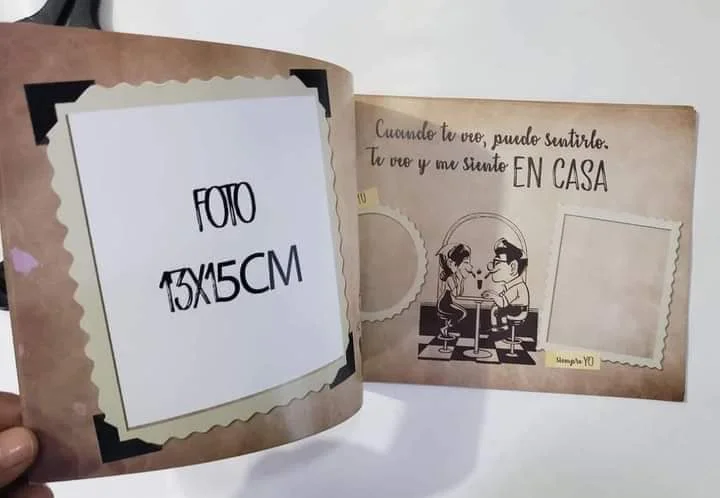 FOTO
13X15CM
Cuando te veo, puedo sentirlo.
Te veo y me siento EN CASA
siempre YO